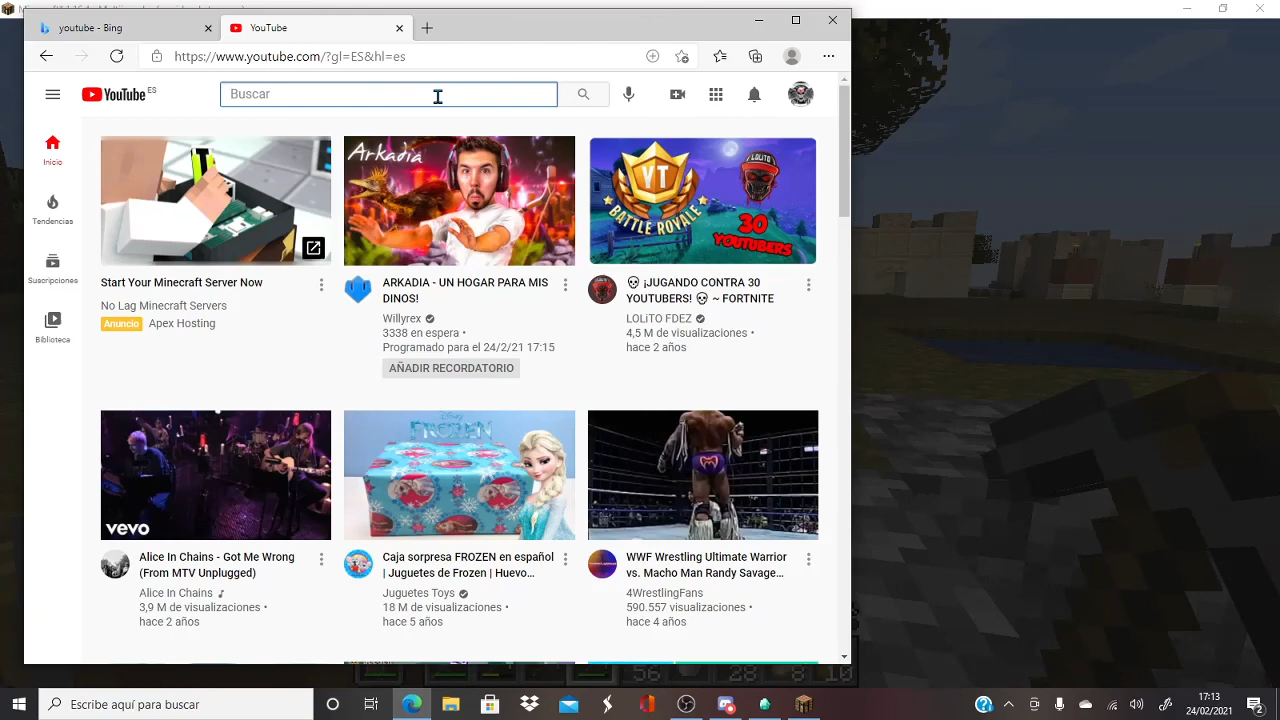 youtube - Bing
YouTube
https://www.youtube.com/?gl=ES&hl=es
YouTube ES
Buscar
Inicio
Tendencias
Suscripciones
Biblioteca
Start Your Minecraft Server Now
No Lag Minecraft Servers
Anuncio Apex Hosting
Arkadia
ARKADIA - UN HOGAR PARA MIS
DINOS!
Willyrex
3338 en espera •
Programado para el 24/2/21 17:15
AÑADIR RECORDATORIO
VT
BATTLE ROYALE
LOLITO
30
YOUTUBERS!
💀 ¡JUGANDO CONTRA 30
YOUTUBERS! 💀 ~ FORTNITE
LOLiTO FDEZ
4,5 M de visualizaciones •
hace 2 años
vevo
Alice In Chains - Got Me Wrong
(From MTV Unplugged)
Alice In Chains
3,9 M de visualizaciones •
hace 2 años
DISNEY
FROZEN
Caja sorpresa FROZEN en español
| Juguetes de Frozen | Huevo...
Juguetes Toys
18 M de visualizaciones •
hace 5 años
WWF Wrestling Ultimate Warrior
vs. Macho Man Randy Savage...
4WrestlingFans
590.557 visualizaciones •
hace 4 años
56 28 8 10
Escribe aquí para buscar
17:13
24/02/2021
2